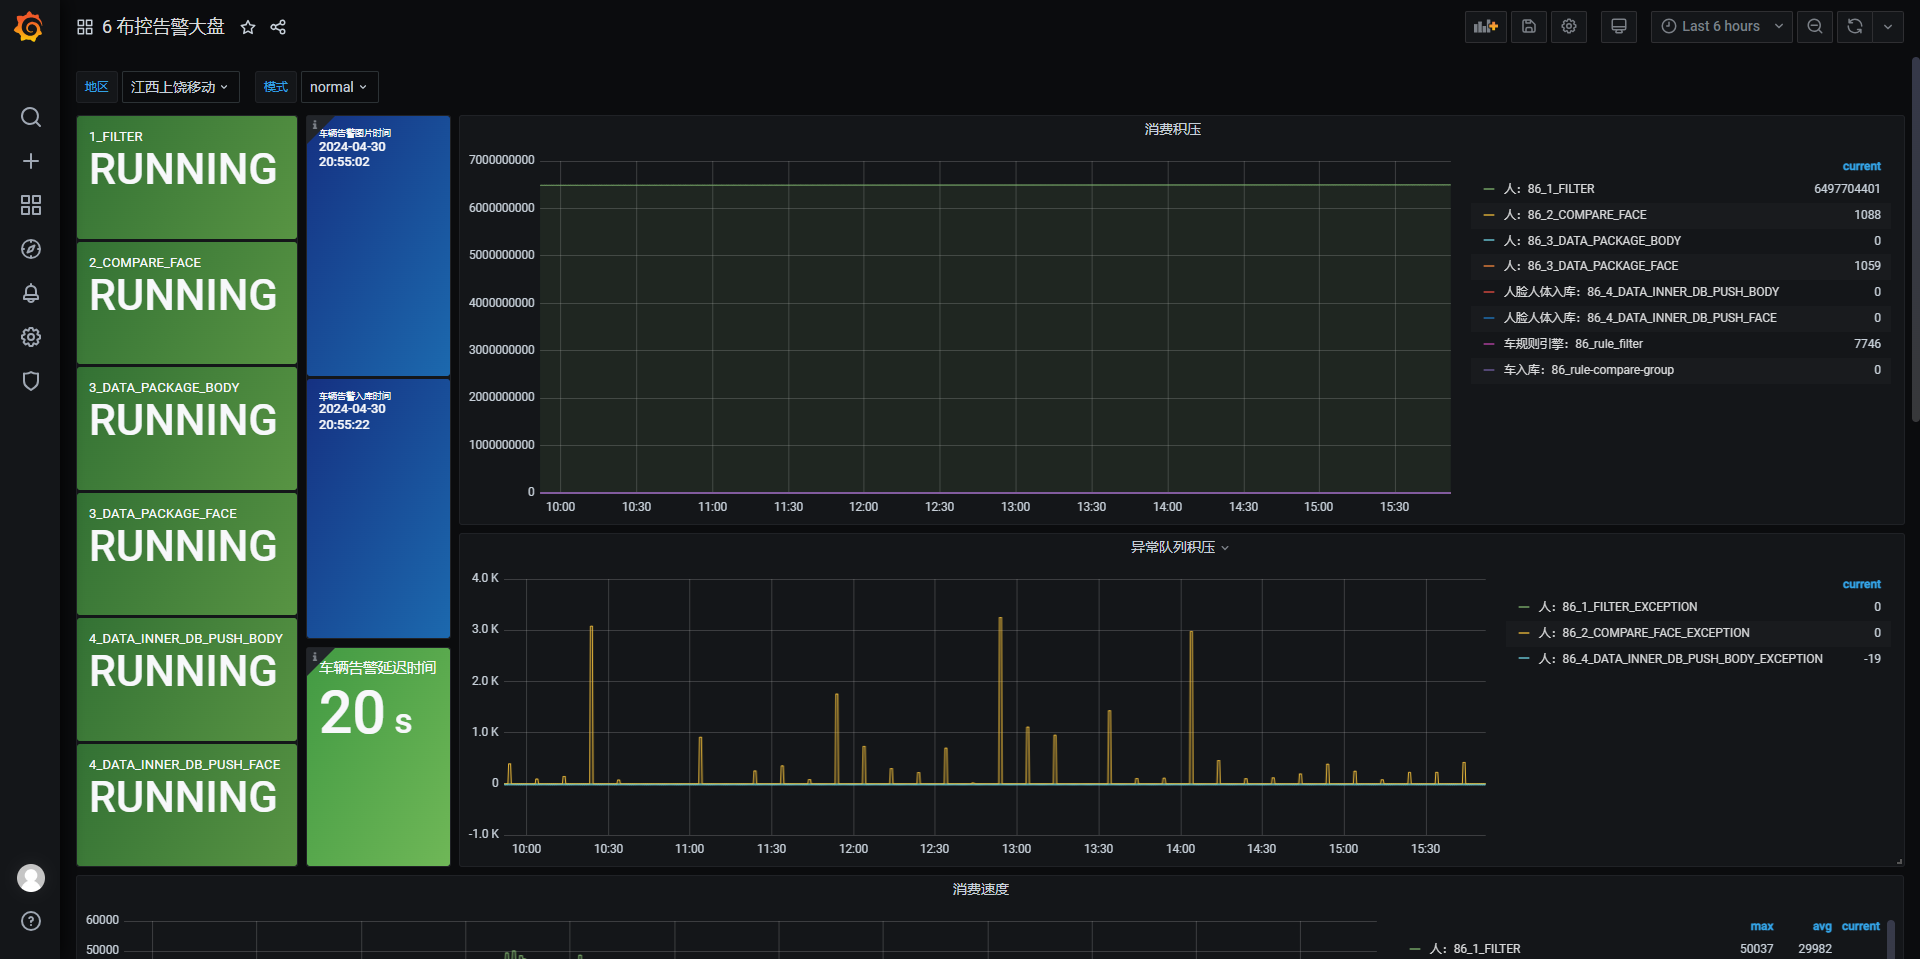 6 布控告警大盘
Last 6 hours
地区
江西上饶移动
模式
normal
1_FILTER
RUNNING
2_COMPARE_FACE
RUNNING
3_DATA_PACKAGE_BODY
RUNNING
3_DATA_PACKAGE_FACE
RUNNING
4_DATA_INNER_DB_PUSH_BODY
RUNNING
4_DATA_INNER_DB_PUSH_FACE
RUNNING
车辆告警图片时间
2024-04-30
20:55:02
车辆告警入库时间
2024-04-30
20:55:22
车辆告警延迟时间
20 s
消费积压
7000000000
6000000000
5000000000
4000000000
3000000000
2000000000
1000000000
0
10:00 10:30 11:00 11:30 12:00 12:30 13:00 13:30 14:00 14:30 15:00 15:30
current
人：86_1_FILTER 6497704401
人：86_2_COMPARE_FACE 1088
人：86_3_DATA_PACKAGE_BODY 0
人：86_3_DATA_PACKAGE_FACE 1059
人脸人体入库：86_4_DATA_INNER_DB_PUSH_BODY 0
人脸人体入库：86_4_DATA_INNER_DB_PUSH_FACE 0
车规则引擎：86_rule_filter 7746
车入库：86_rule-compare-group 0
异常队列积压
4.0 K
3.0 K
2.0 K
1.0 K
0
-1.0 K
10:00 10:30 11:00 11:30 12:00 12:30 13:00 13:30 14:00 14:30 15:00 15:30
current
人：86_1_FILTER_EXCEPTION 0
人：86_2_COMPARE_FACE_EXCEPTION 0
人：86_4_DATA_INNER_DB_PUSH_BODY_EXCEPTION -19
消费速度
60000
50000
max avg current
人：86_1_FILTER 50037 29982